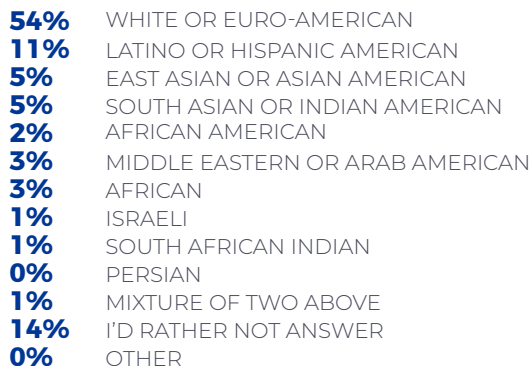 54% WHITE OR EURO-AMERICAN
11% LATINO OR HISPANIC AMERICAN
5% EAST ASIAN OR ASIAN AMERICAN
5% SOUTH ASIAN OR INDIAN AMERICAN
2% AFRICAN AMERICAN
3% MIDDLE EASTERN OR ARAB AMERICAN
3% AFRICAN
1% ISRAELI
1% SOUTH AFRICAN INDIAN
0% PERSIAN
1% MIXTURE OF TWO ABOVE
14% I'D RATHER NOT ANSWER
0% OTHER